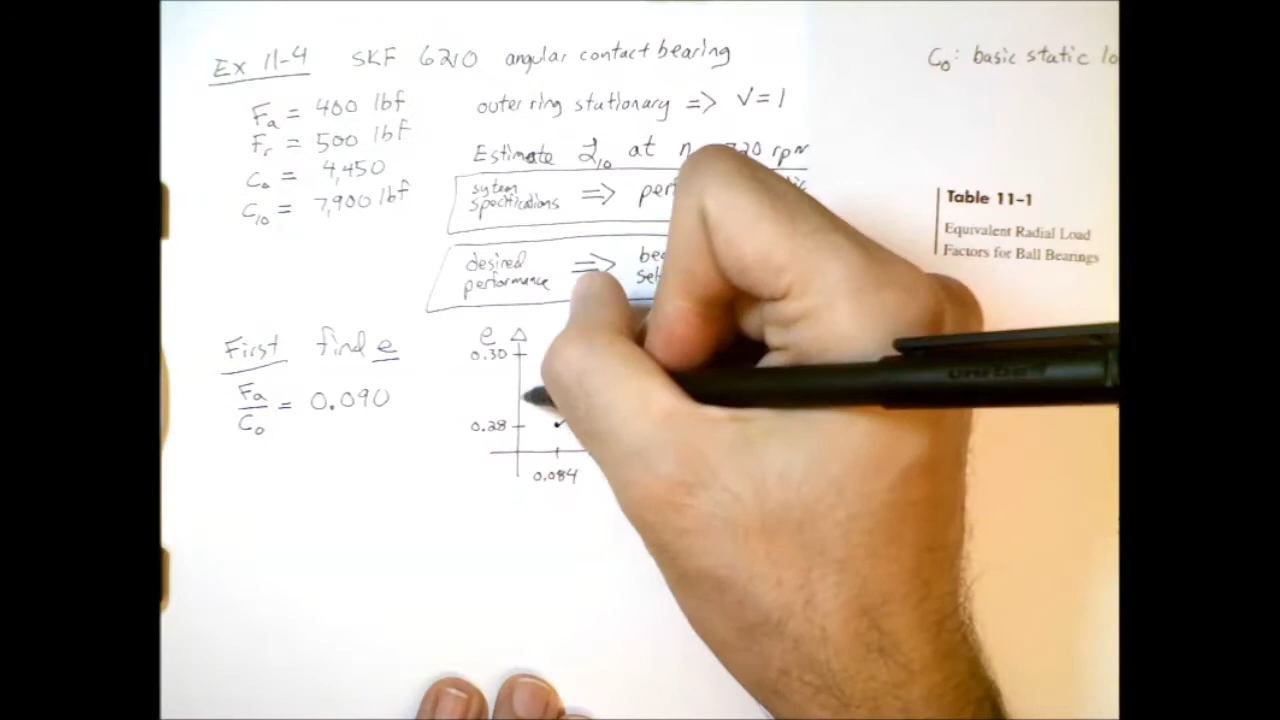 Ex 11-4 SKF 6210 angular contact bearing
Fa = 400 lbf
Fr = 500 lbf
C0 = 4,450
C10 = 7,900 lbf
outer ring stationary => V = 1
Estimate L10 at n 720 rpm
system
specifications =>
desired
performance =>
First find e
Fa/C0 = 0.090
e
0.30
0.28
0.084
C0: basic static
Table 11-1
Equivalent Radial Load
Factors for Ball Bearings